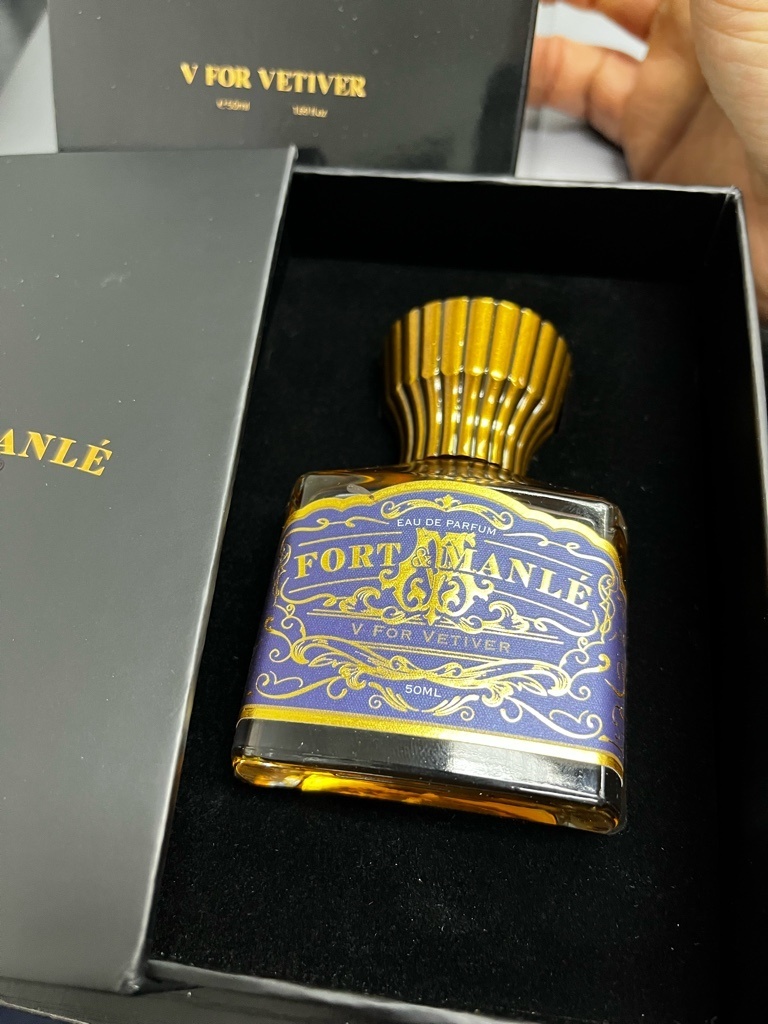 V FOR VETIVER
ANLÉ
EAU DE PARFUM
FORT & MANLÉ
V FOR VETIVER
50ML